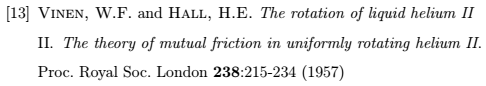 [13] VINEN, W.F. and HALL, H.E. The rotation of liquid helium II
II. The theory of mutual friction in uniformly rotating helium II.
Proc. Royal Soc. London 238:215-234 (1957)